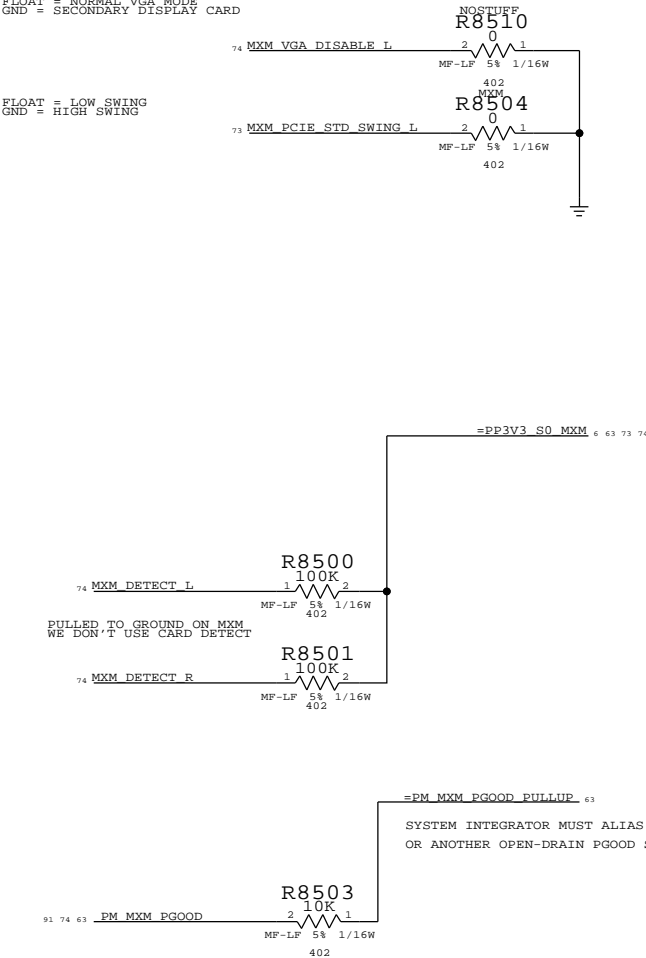 FLOAT = NORMAL VGA MODE
GND = SECONDARY DISPLAY CARD
NOSTUFF
R8510
0
74 MXM_VGA_DISABLE_L 2 1
MF-LF 5% 1/16W
402
MXM
R8504
0
FLOAT = LOW SWING
GND = HIGH SWING
73 MXM_PCIE_STD_SWING_L 2 1
MF-LF 5% 1/16W
402
=PP3V3_S0_MXM 6 63 73 74
R8500
100K
74 MXM_DETECT_L 1 2
MF-LF 5% 1/16W
402
PULLED TO GROUND ON MXM
WE DON'T USE CARD DETECT
R8501
100K
74 MXM_DETECT_R 1 2
MF-LF 5% 1/16W
402
=PM_MXM_PGOOD_PULLUP 63
SYSTEM INTEGRATOR MUST ALIAS
OR ANOTHER OPEN-DRAIN PGOOD
R8503
10K
91 74 63 PM_MXM_PGOOD 2 1
MF-LF 5% 1/16W
402